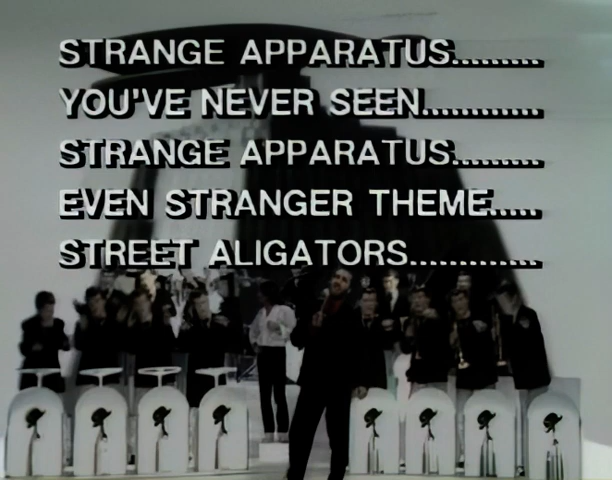 STRANGE APPARATUS.........
YOU'VE NEVER SEEN............
STRANGE APPARATUS.........
EVEN STRANGER THEME.....
STREET ALIGATORS.............